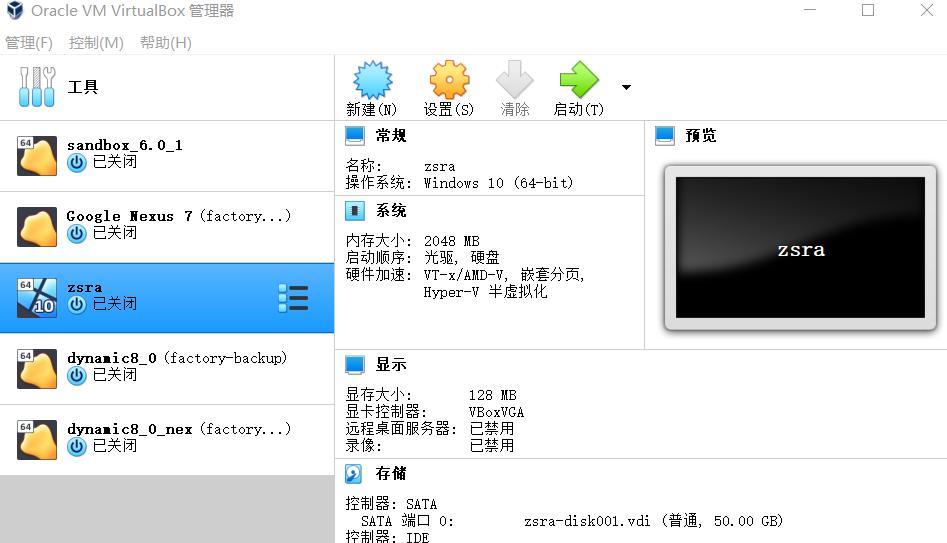 Oracle VM VirtualBox 管理器
管理(F) 控制(M) 帮助(H)
工具
新建(N) 设置(S) 清除 启动(T)
64
sandbox_6.0_1
已关闭
Google Nexus 7 (factory...)
已关闭
64
10
zsra
已关闭
64
dynamic8_0 (factory-backup)
已关闭
64
dynamic8_0_nex (factory...)
已关闭
常规
名称: zsra
操作系统: Windows 10 (64-bit)
系统
内存大小: 2048 MB
启动顺序: 光驱, 硬盘
硬件加速: VT-x/AMD-V, 嵌套分页,
Hyper-V 半虚拟化
预览
zsra
显示
显存大小: 128 MB
显卡控制器: VBoxVGA
远程桌面服务器: 已禁用
录像: 已禁用
存储
控制器: SATA
SATA 端口 0: zsra-disk001.vdi (普通, 50.00 GB)
控制器: IDE